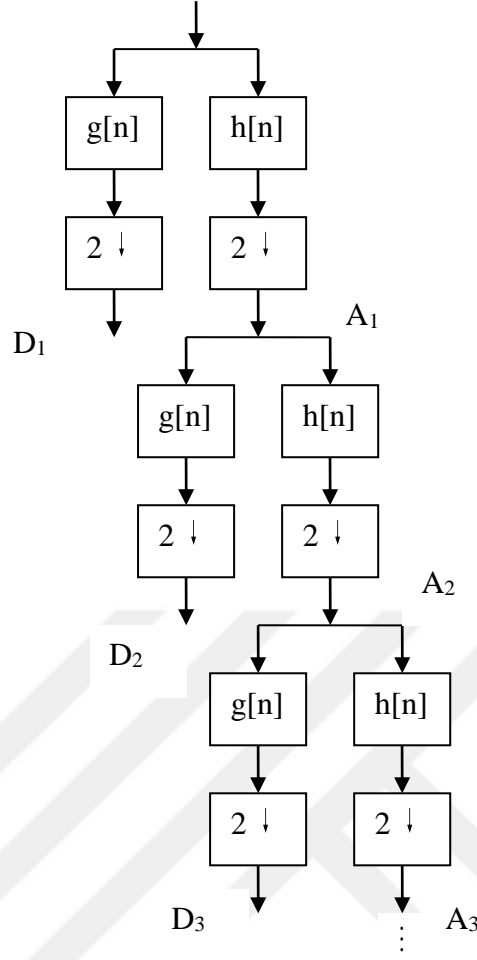 g[n] h[n]
2 ↓ 2 ↓
D₁ A₁
g[n] h[n]
2 ↓ 2 ↓
D₂ A₂
g[n] h[n]
2 ↓ 2 ↓
D₃ A₃
⋮